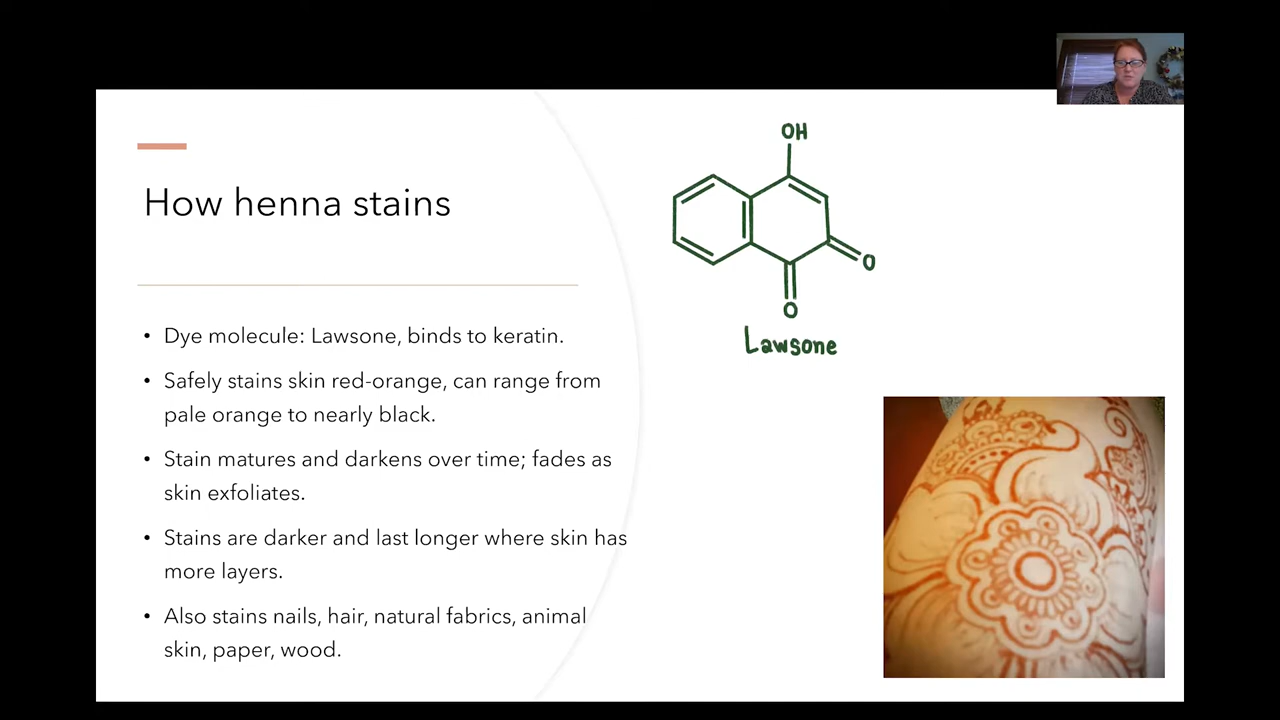 How henna stains
• Dye molecule: Lawsone, binds to keratin.
• Safely stains skin red-orange, can range from
pale orange to nearly black.
• Stain matures and darkens over time; fades as
skin exfoliates.
• Stains are darker and last longer where skin has
more layers.
• Also stains nails, hair, natural fabrics, animal
skin, paper, wood.
OH
O
O
Lawsone